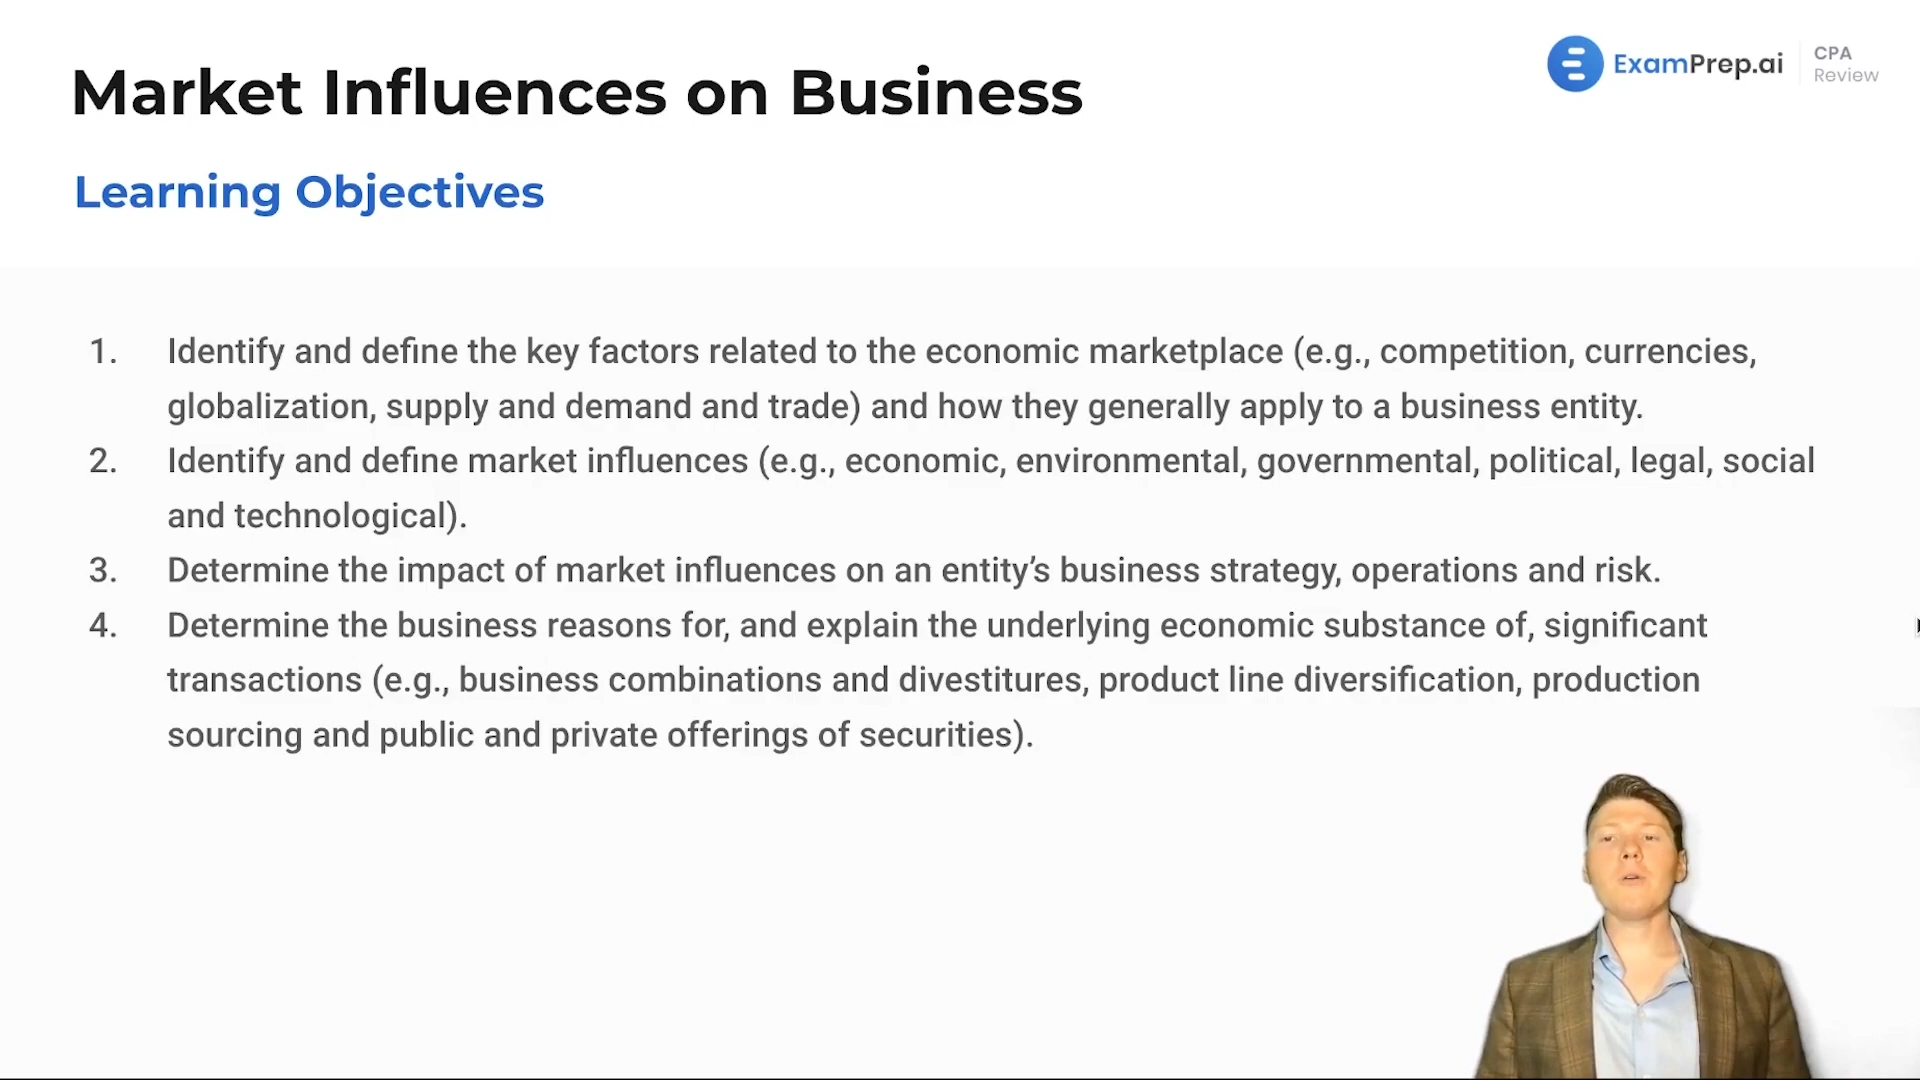 Market Influences on Business
ExamPrep.ai
CPA
Review
Learning Objectives
1. Identify and define the key factors related to the economic marketplace (e.g., competition, currencies,
globalization, supply and demand and trade) and how they generally apply to a business entity.
2. Identify and define market influences (e.g., economic, environmental, governmental, political, legal, social
and technological).
3. Determine the impact of market influences on an entity’s business strategy, operations and risk.
4. Determine the business reasons for, and explain the underlying economic substance of, significant
transactions (e.g., business combinations and divestitures, product line diversification, production
sourcing and public and private offerings of securities).